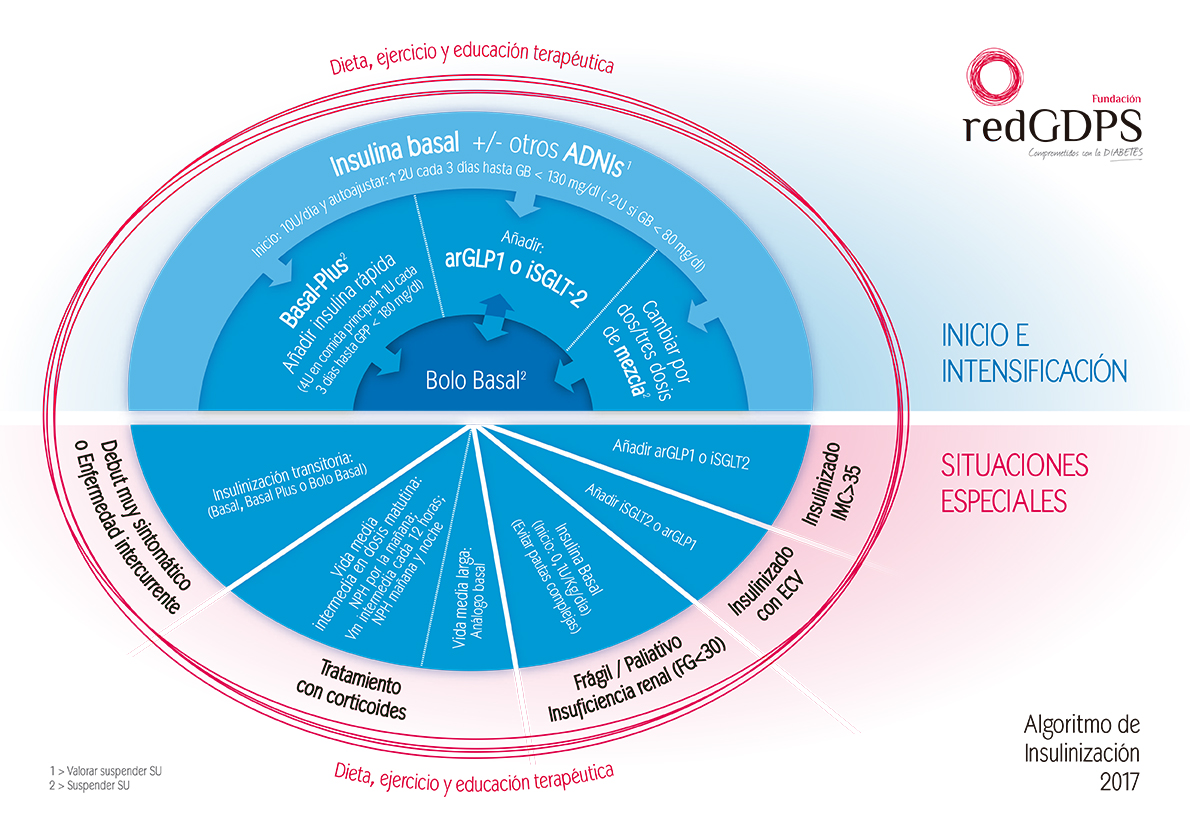 Dieta, ejercicio y educación terapéutica
Fundación
redGDPS
Comprometidos con la DIABETES
Insulina basal +/- otros ADNIs¹
Inicio: 10U/día y autoajustar: ↑2U cada 3 días hasta GB < 130 mg/dl (-2U si GB < 80 mg/dl)
Basal-Plus²
Añadir insulina rápida
(4U en comida principal ↑1U cada
3 días hasta GPP < 180 mg/dl)
Añadir:
arGLP1 o iSGLT-2
Cambiar por
dos/tres dosis
de mezcla²
Bolo Basal²
INICIO E
INTENSIFICACIÓN
SITUACIONES
ESPECIALES
Debut muy sintomático
o Enfermedad intercurrente
Insulinización transitoria:
(Basal, Basal Plus o Bolo Basal)
Vida media
intermedia en dosis matutina:
NPH por la mañana;
Vm intermedia cada 12 horas;
NPH mañana y noche
Vida media larga:
Análogo basal
Tratamiento
con corticoides
Insulina Basal
(Inicio: 0,1U/Kg/día)
(Evitar pautas complejas)
Frágil / Paliativo
Insuficiencia renal (FG<30)
Añadir iSGLT2 o arGLP1
Insulinizado
con ECV
Añadir arGLP1 o iSGLT2
Insulinizado
IMC>35
Dieta, ejercicio y educación terapéutica
1 > Valorar suspender SU
2 > Suspender SU
Algoritmo de
Insulinización
2017